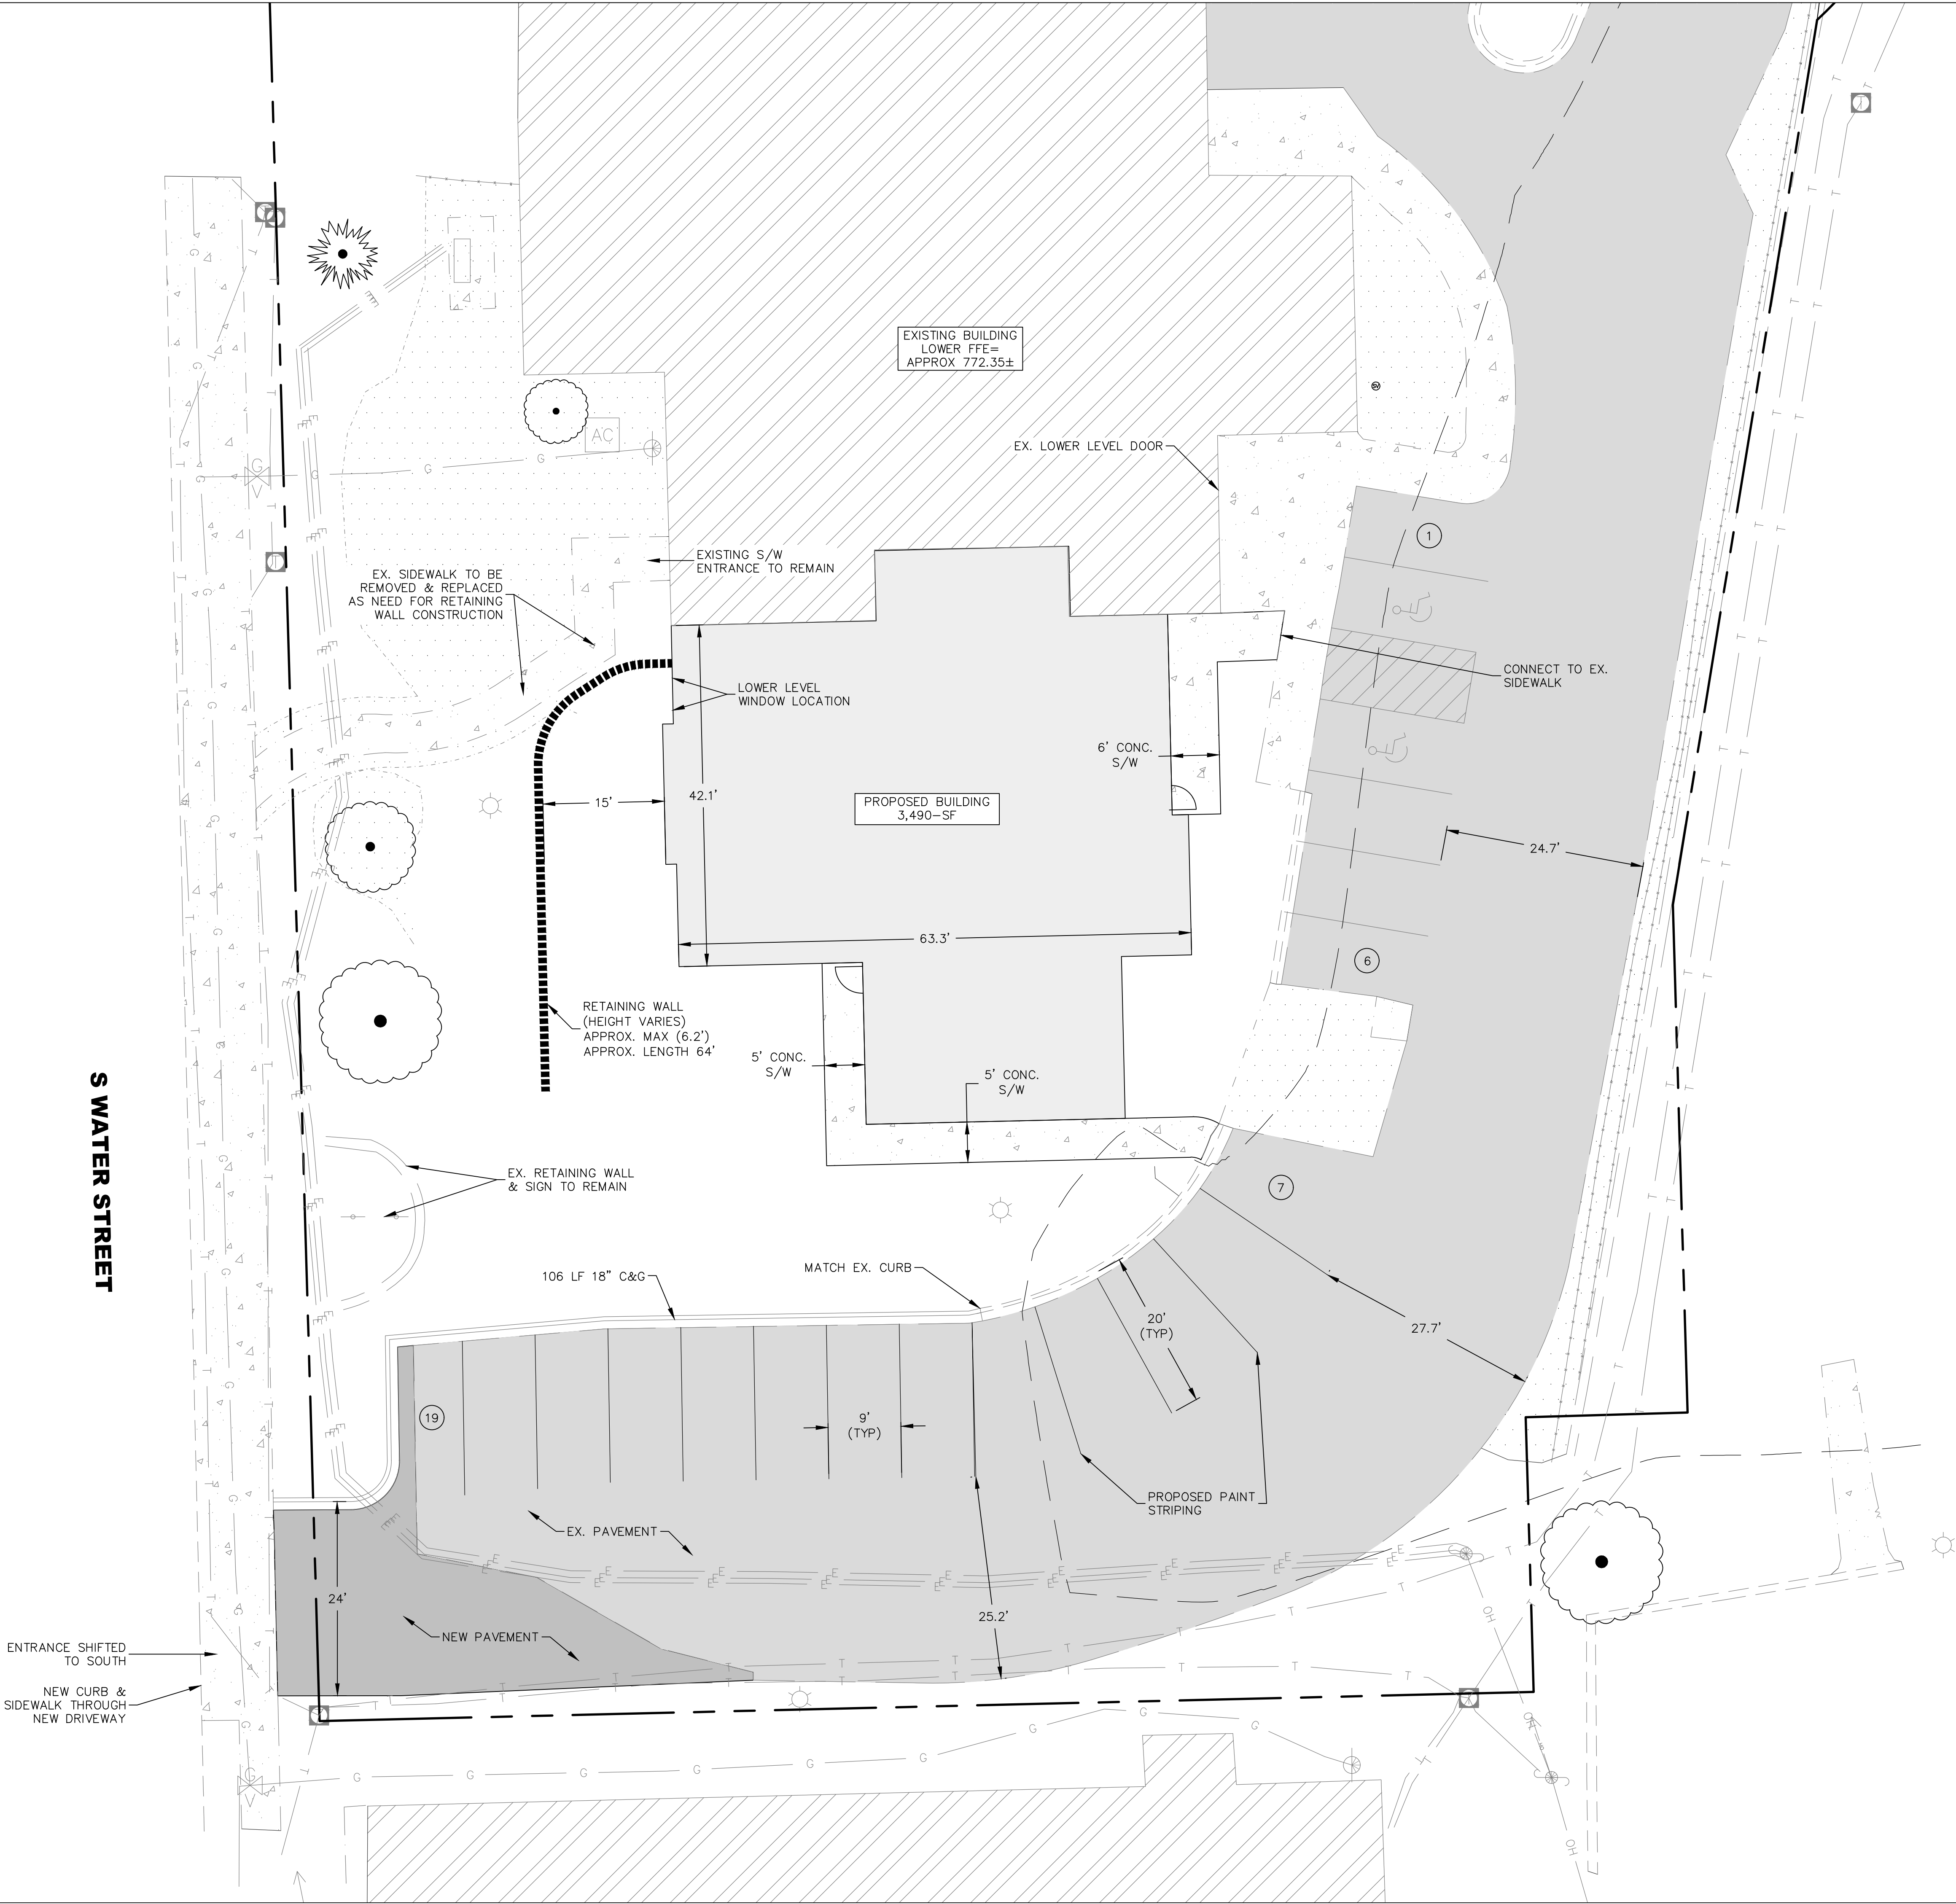 EXISTING BUILDING
LOWER FFE=
APPROX 772.35±
AC
EX. LOWER LEVEL DOOR
1
EXISTING S/W
ENTRANCE TO REMAIN
EX. SIDEWALK TO BE
REMOVED & REPLACED
AS NEED FOR RETAINING
WALL CONSTRUCTION
CONNECT TO EX.
SIDEWALK
LOWER LEVEL
WINDOW LOCATION
6' CONC.
S/W
15'
42.1'
PROPOSED BUILDING
3,490-SF
24.7'
63.3'
6
RETAINING WALL
(HEIGHT VARIES)
APPROX. MAX (6.2')
APPROX. LENGTH 64'
5' CONC.
S/W
5' CONC.
S/W
S WATER STREET
EX. RETAINING WALL
& SIGN TO REMAIN
7
106 LF 18" C&G
MATCH EX. CURB
20'
(TYP)
27.7'
19
9'
(TYP)
PROPOSED PAINT
STRIPING
EX. PAVEMENT
24'
25.2'
NEW PAVEMENT
ENTRANCE SHIFTED
TO SOUTH
NEW CURB &
SIDEWALK THROUGH
NEW DRIVEWAY